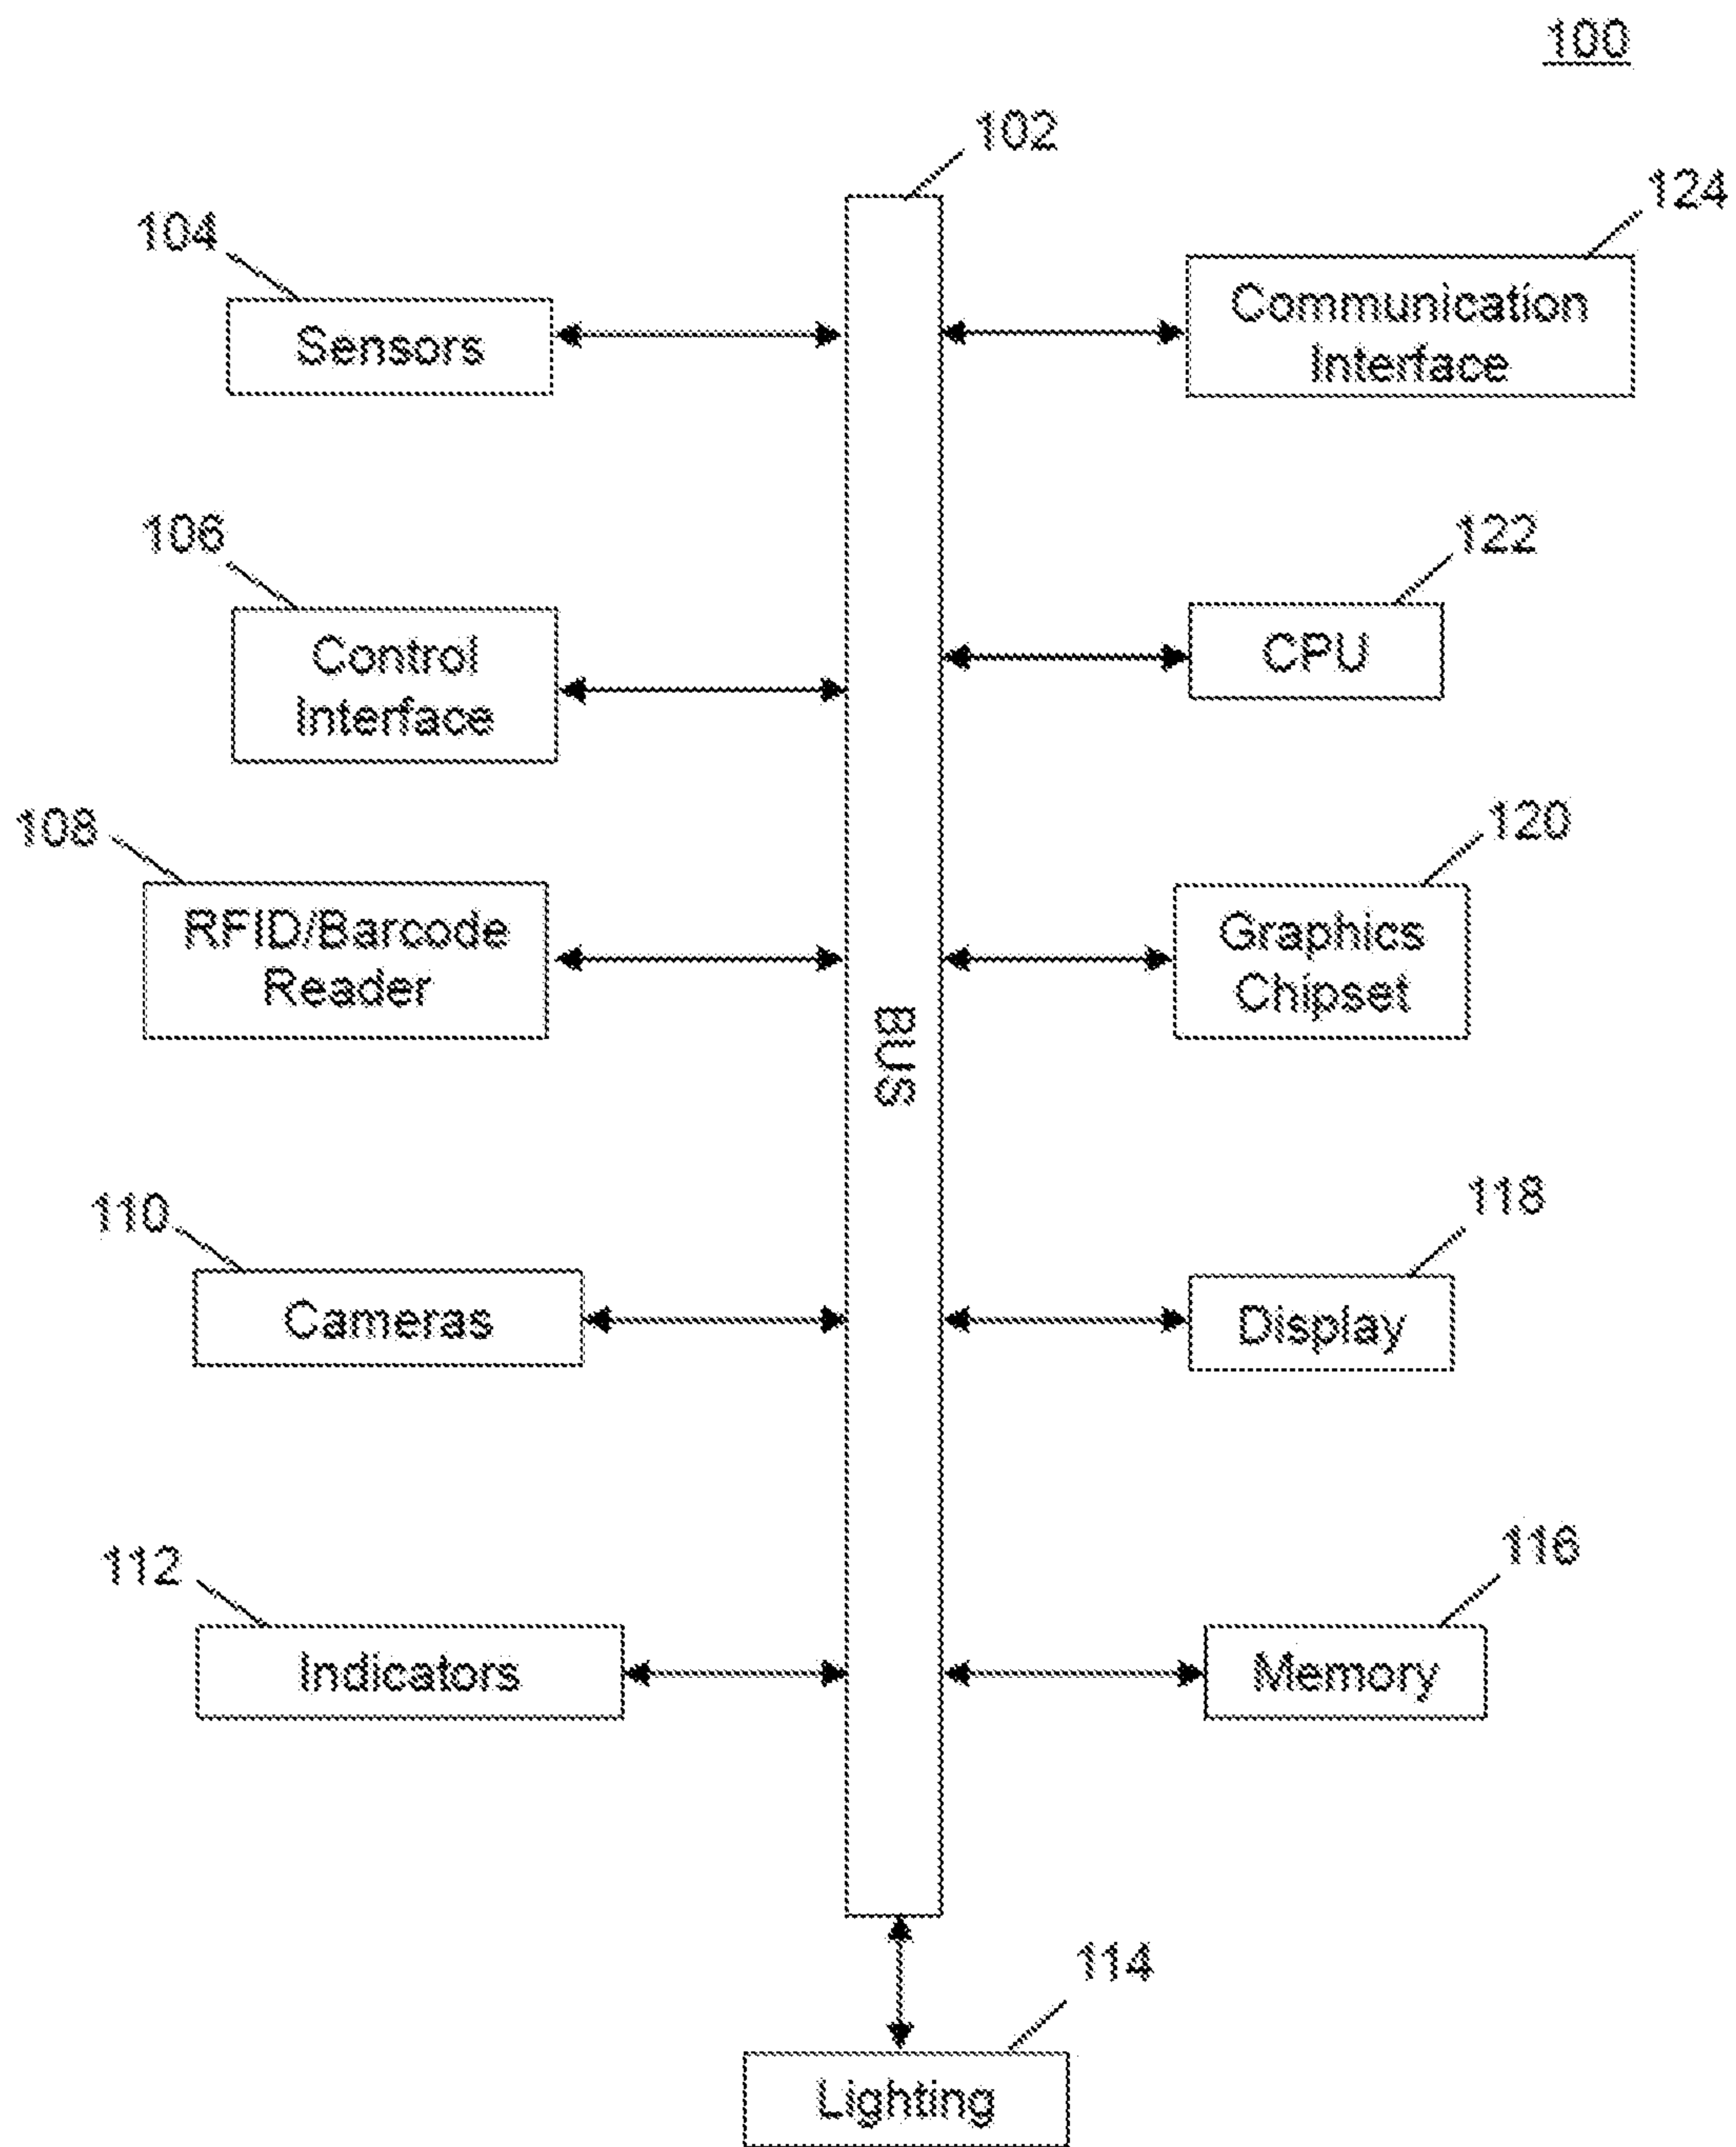 100
102
124
104
Communication
Interface
Sensors
106
122
Control
Interface
CPU
108
120
RFID/Barcode
Reader
Graphics
Chipset
BUS
110
118
Cameras
Display
112
116
Indicators
Memory
114
Lighting